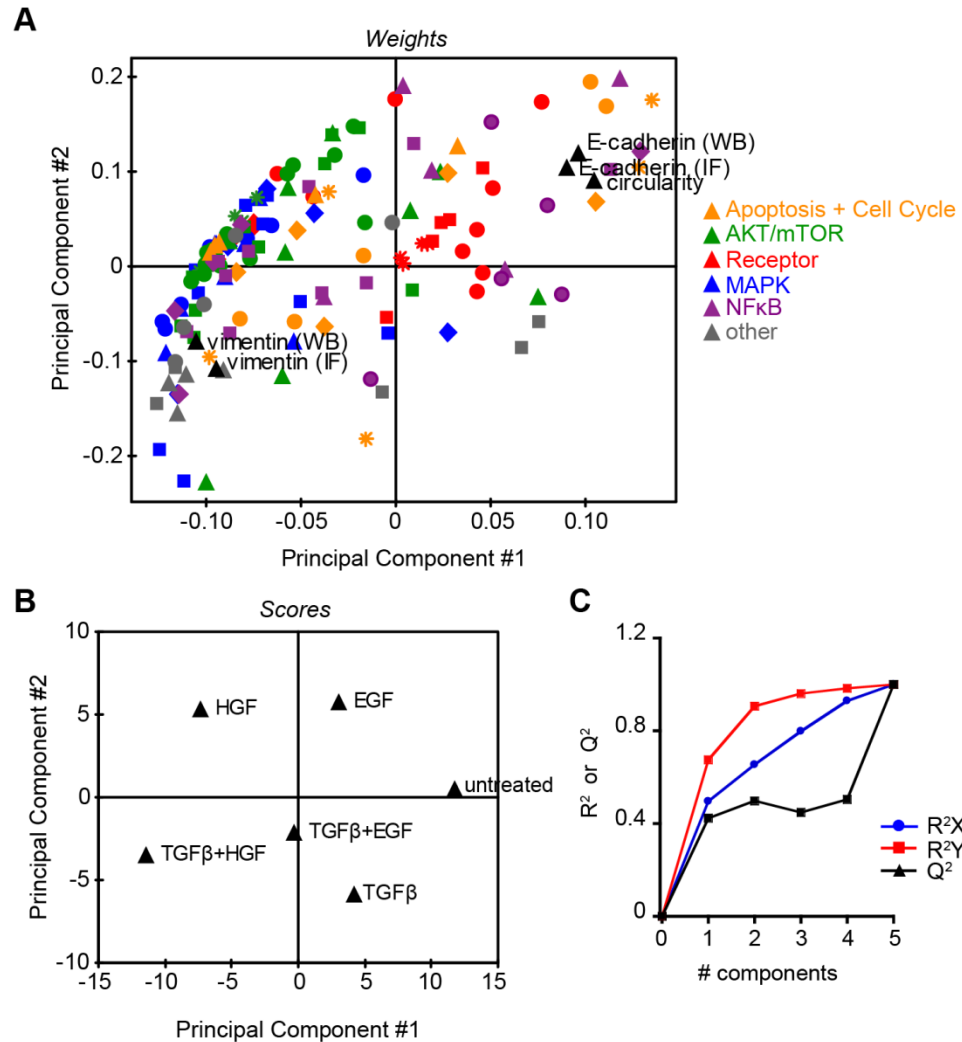 A
Weights
0.2
0.1
0
-0.1
-0.2
Principal Component #2
E-cadherin (WB)
E-cadherin (IF)
circularity
vimentin (WB)
vimentin (IF)
-0.10
-0.05
0
0.05
0.10
Principal Component #1
Apoptosis + Cell Cycle
AKT/mTOR
Receptor
MAPK
NFκB
other
B
Scores
10
5
0
-5
-10
Principal Component #2
HGF
EGF
untreated
TGFβ+EGF
TGFβ+HGF
TGFβ
-15
-10
-5
0
5
10
15
Principal Component #1
C
1.2
0.8
0.4
0
R² or Q²
R²X
R²Y
Q²
0
1
2
3
4
5
# components